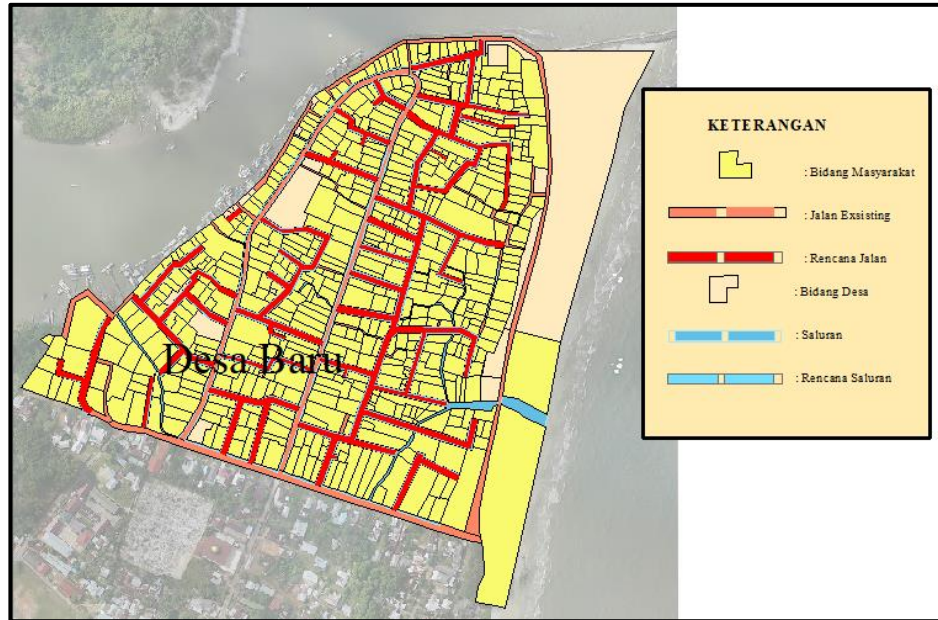 Desa Baru
KETERANGAN
: Bidang Masyarakat
: Jalan Exsisting
: Rencana Jalan
: Bidang Desa
: Saluran
: Rencana Saluran